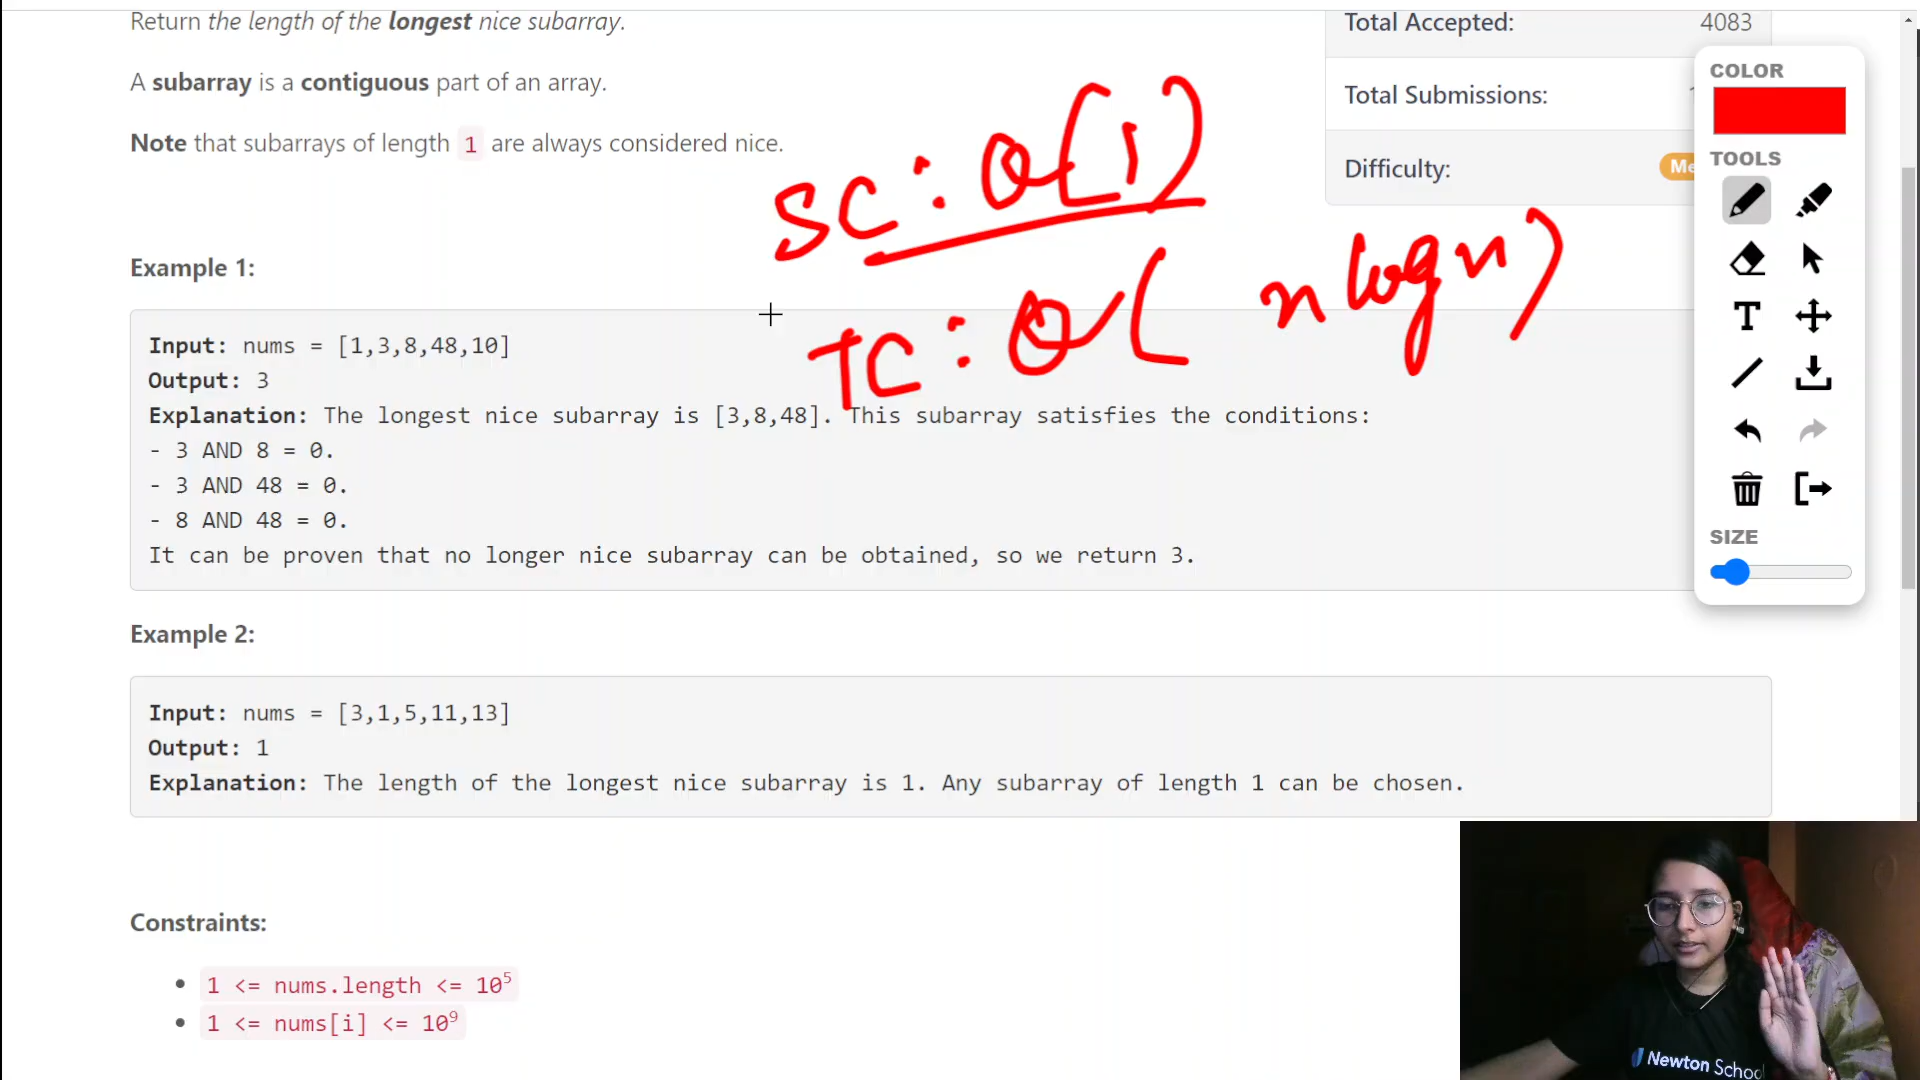 Return the length of the longest nice subarray.
A subarray is a contiguous part of an array.
Note that subarrays of length 1 are always considered nice.
Total Accepted: 4083
Total Submissions:
Difficulty: Me
SC : O(1)
TC : O( n log n)
Example 1:
Input: nums = [1,3,8,48,10]
Output: 3
Explanation: The longest nice subarray is [3,8,48]. This subarray satisfies the conditions:
- 3 AND 8 = 0.
- 3 AND 48 = 0.
- 8 AND 48 = 0.
It can be proven that no longer nice subarray can be obtained, so we return 3.
Example 2:
Input: nums = [3,1,5,11,13]
Output: 1
Explanation: The length of the longest nice subarray is 1. Any subarray of length 1 can be chosen.
Constraints:
1 <= nums.length <= 10⁵
1 <= nums[i] <= 10⁹
COLOR
TOOLS
T
SIZE
Newton School